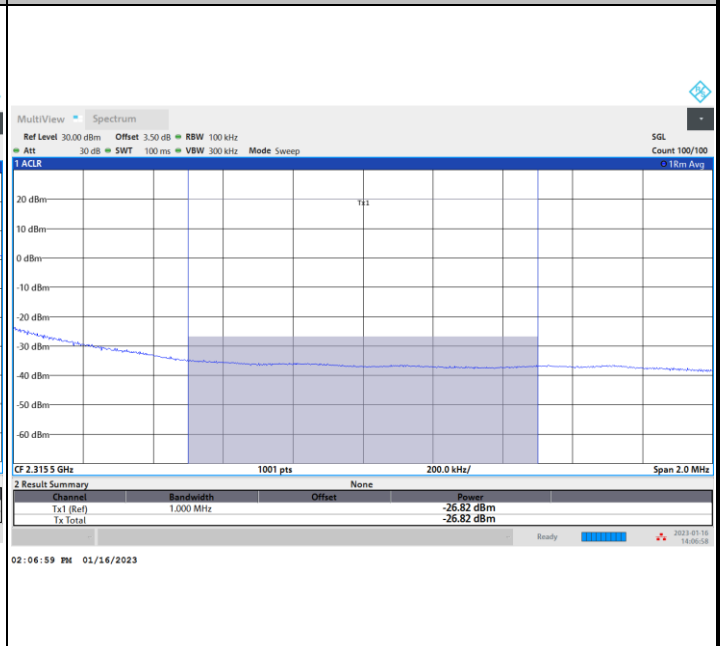 MultiView Spectrum
Ref Level 30.00 dBm Offset 3.50 dB RBW 100 kHz SGL
Att 30 dB SWT 100 ms VBW 300 kHz Mode Sweep Count 100/100
1 ACLR 1Rm Avg
20 dBm
Tx1
10 dBm
0 dBm
-10 dBm
-20 dBm
-30 dBm
-40 dBm
-50 dBm
-60 dBm
CF 2.315 5 GHz 1001 pts 200.0 kHz/ Span 2.0 MHz
2 Result Summary None
Channel Bandwidth Offset Power
Tx1 (Ref) 1.000 MHz -26.82 dBm
Tx Total -26.82 dBm
Ready 2023-01-16
14:06:58
02:06:59 PM 01/16/2023